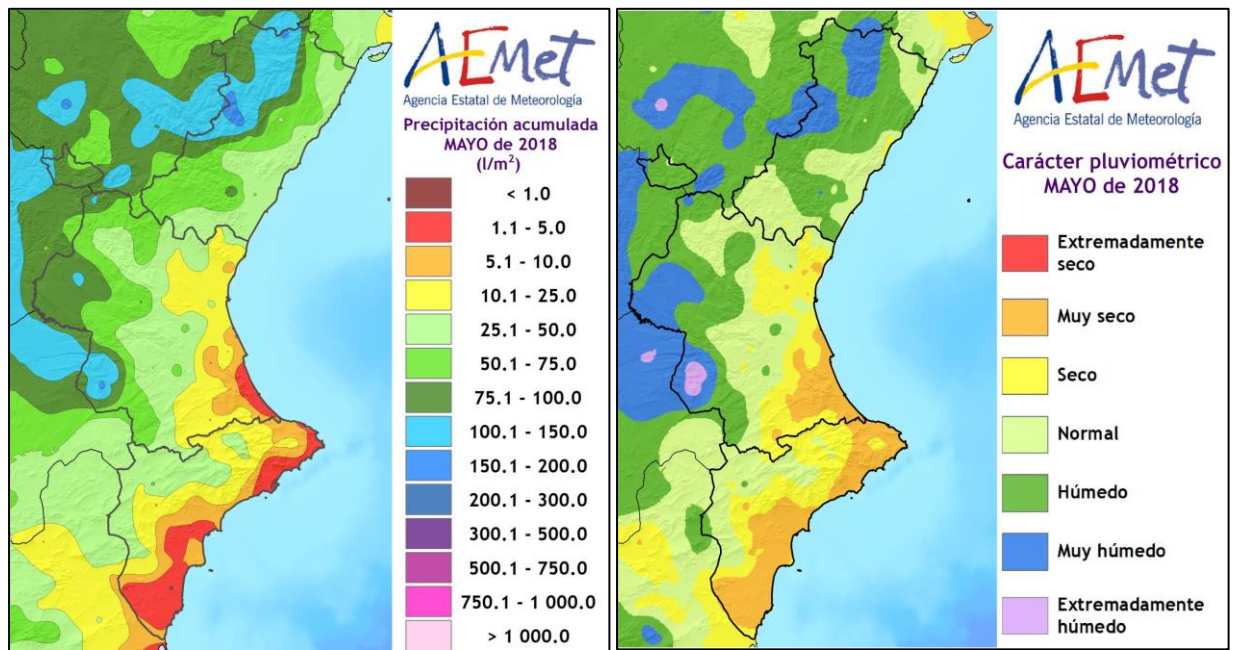 AEMet
Agencia Estatal de Meteorología
Precipitación acumulada
MAYO de 2018
(l/m²)
< 1.0
1.1 - 5.0
5.1 - 10.0
10.1 - 25.0
25.1 - 50.0
50.1 - 75.0
75.1 - 100.0
100.1 - 150.0
150.1 - 200.0
200.1 - 300.0
300.1 - 500.0
500.1 - 750.0
750.1 - 1 000.0
> 1 000.0
AEMet
Agencia Estatal de Meteorología
Carácter pluviométrico
MAYO de 2018
Extremadamente
seco
Muy seco
Seco
Normal
Húmedo
Muy húmedo
Extremadamente
húmedo